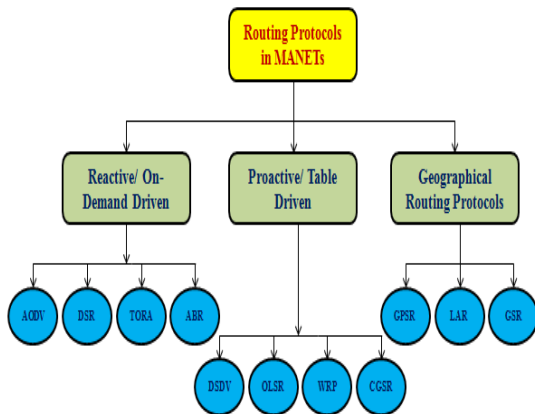 Routing Protocols
in MANETs
Reactive/ On-
Demand Driven
Proactive/ Table
Driven
Geographical
Routing Protocols
AODV
DSR
TORA
ABR
GPSR
LAR
GSR
DSDV
OLSR
WRP
CGSR